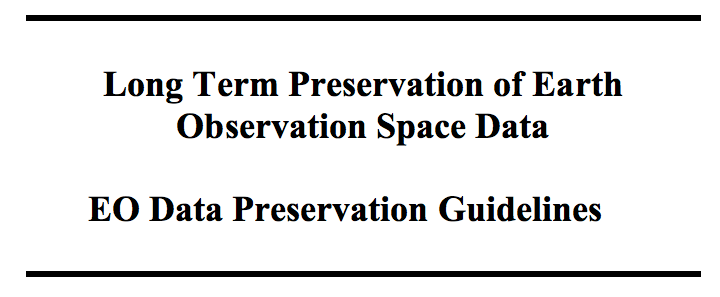 Long Term Preservation of Earth
Observation Space Data
EO Data Preservation Guidelines